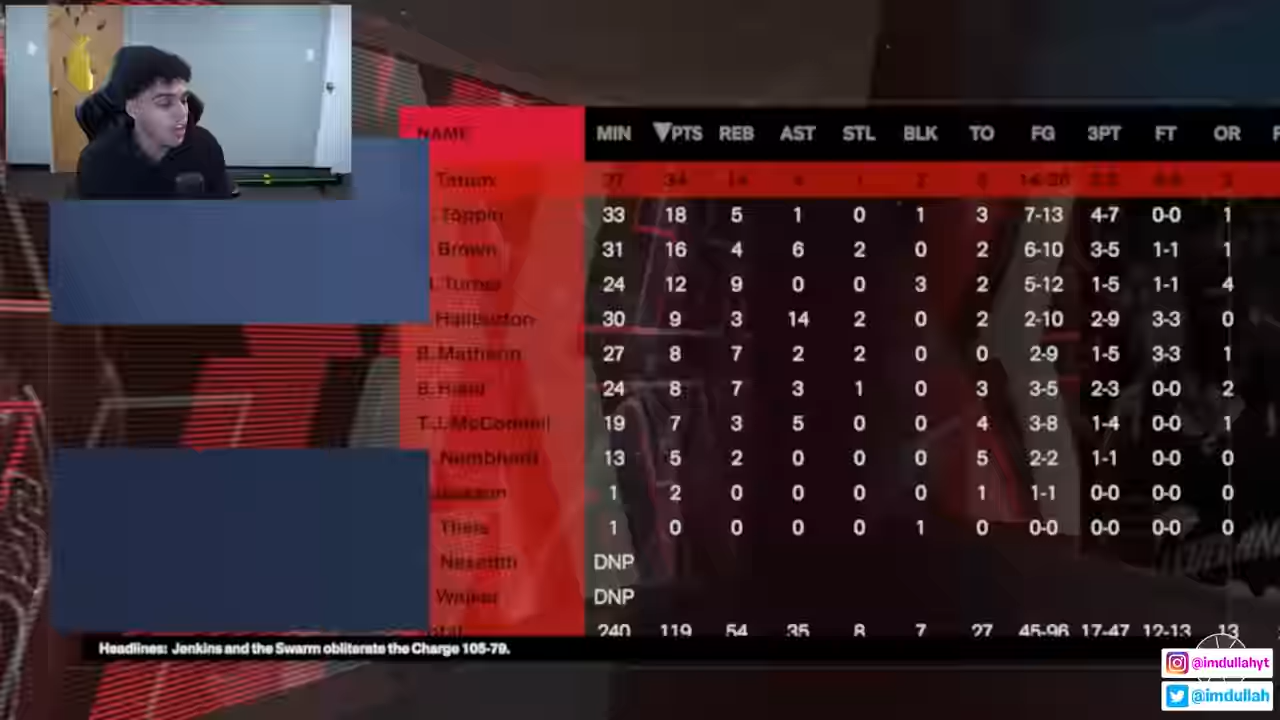 NAME MIN PTS REB AST STL BLK TO FG 3PT FT OR
Tatum 37 34 14
Toppin 33 18 5 1 0 1 3 7-13 4-7 0-0 1
Brown 31 16 4 6 2 0 2 6-10 3-5 1-1 1
Turner 24 12 9 0 0 3 2 5-12 1-5 1-1 4
Haliburton 30 9 3 14 2 0 2 2-10 2-9 3-3 0
B. Mathurin 27 8 7 2 2 0 0 2-9 1-5 3-3 1
B. Hield 24 8 7 3 1 0 3 3-5 2-3 0-0 2
T.J. McConnell 19 7 3 5 0 0 4 3-8 1-4 0-0 1
Nembhard 13 5 2 0 0 0 5 2-2 1-1 0-0 0
1 2 0 0 0 0 1 1-1 0-0 0-0 0
Theis 1 0 0 0 0 1 0 0-0 0-0 0-0 0
Nesmith DNP
Walker DNP
Total 240 119 54 35 8 7 27 45-96 17-47 12-13 13
Headlines: Jenkins and the Swarm obliterate the Charge 105-79.
@imdullahyt
@imdullah